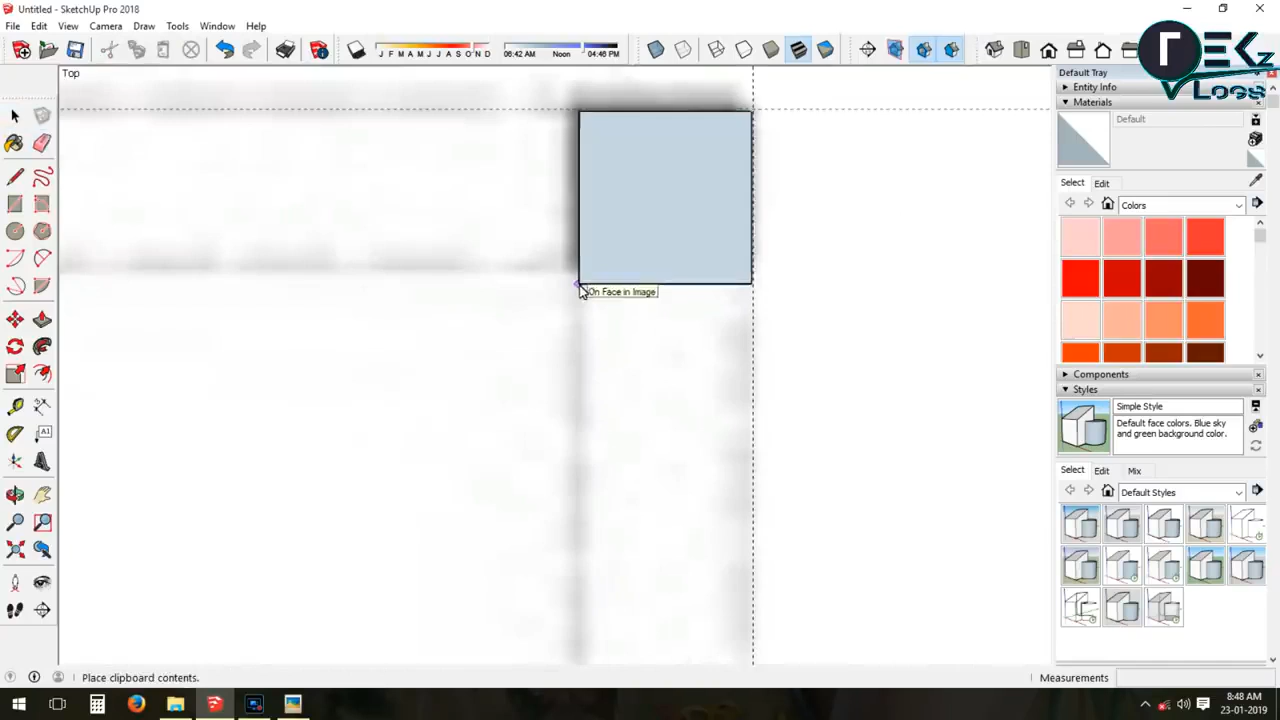 Untitled - SketchUp Pro 2018
File Edit View Camera Draw Tools Window Help
J F M A M J J A S O N D
06:42 AM Noon 04:46 PM
TEKz
VLogs
Top
Default Tray
Entity Info
Materials
Default
Select Edit
Colors
On Face in Image
A1
Components
Styles
Simple Style
Default face colors. Blue sky
and green background color.
Select Edit Mix
Default Styles
Place clipboard contents.
Measurements
8:48 AM
23-01-2019